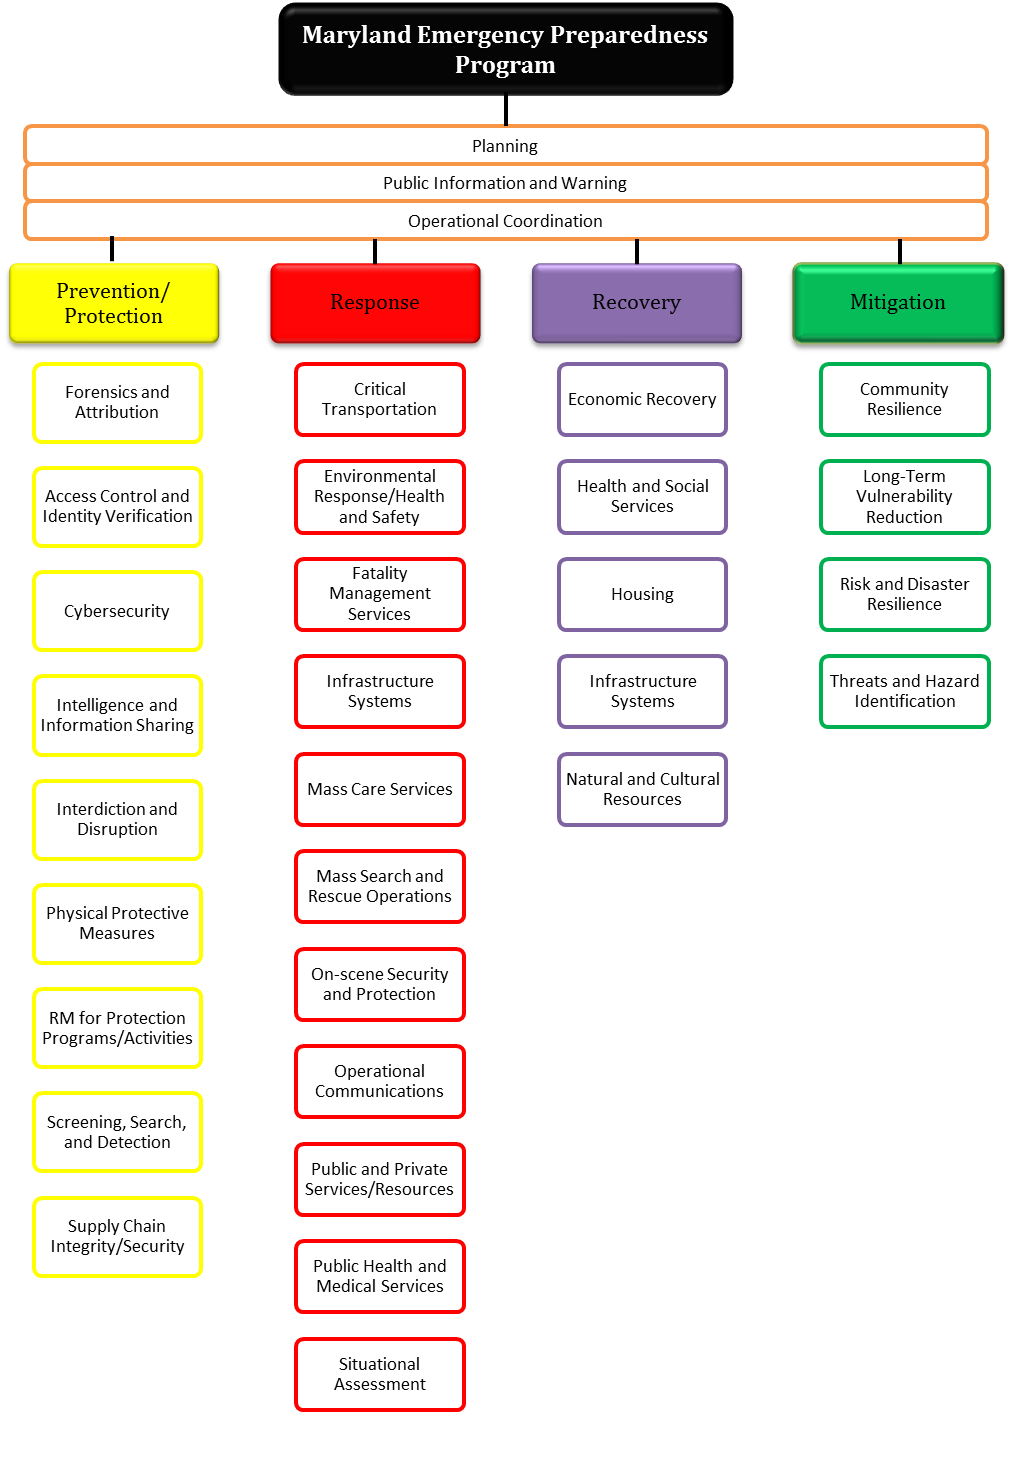 Maryland Emergency Preparedness
Program
Planning
Public Information and Warning
Operational Coordination
Prevention/
Protection
Forensics and
Attribution
Access Control and
Identity Verification
Cybersecurity
Intelligence and
Information Sharing
Interdiction and
Disruption
Physical Protective
Measures
RM for Protection
Programs/Activities
Screening, Search,
and Detection
Supply Chain
Integrity/Security
Response
Critical
Transportation
Environmental
Response/Health
and Safety
Fatality
Management
Services
Infrastructure
Systems
Mass Care Services
Mass Search and
Rescue Operations
On-scene Security
and Protection
Operational
Communications
Public and Private
Services/Resources
Public Health and
Medical Services
Situational
Assessment
Recovery
Economic Recovery
Health and Social
Services
Housing
Infrastructure
Systems
Natural and Cultural
Resources
Mitigation
Community
Resilience
Long-Term
Vulnerability
Reduction
Risk and Disaster
Resilience
Threats and Hazard
Identification